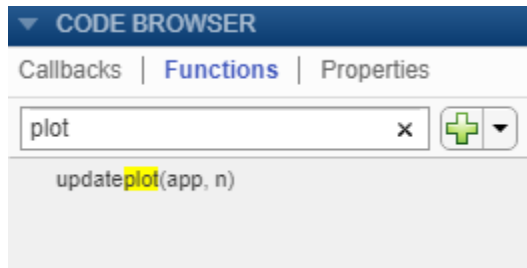 CODE BROWSER
Callbacks | Functions | Properties
plot
updateplot(app, n)